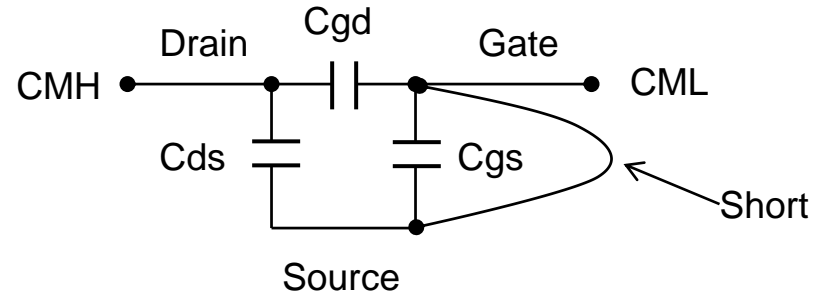 Cgd
Drain
Gate
CMH
CML
Cds
Cgs
Short
Source